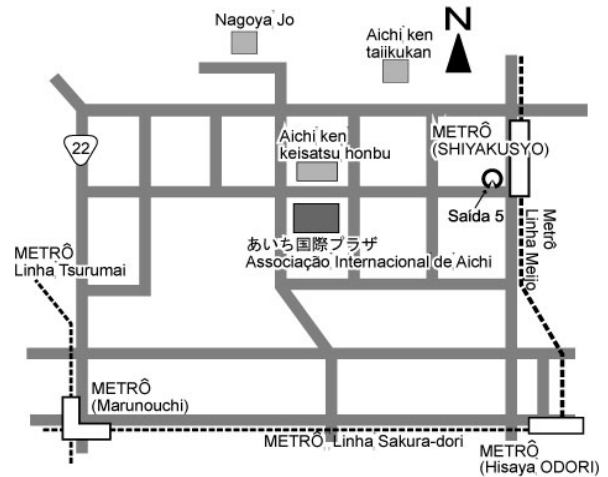 Nagoya Jo
Aichi ken
taiikukan
N
22
Aichi ken
keisatsu honbu
METRÔ
(SHIYAKUSYO)
Saída 5
あいち国際プラザ
Associação Internacional de Aichi
METRÔ
Linha Tsurumai
Metrô
Linha Meijo
METRÔ
(Marunouchi)
METRÔ, Linha Sakura-dori
METRÔ
(Hisaya ODORI)